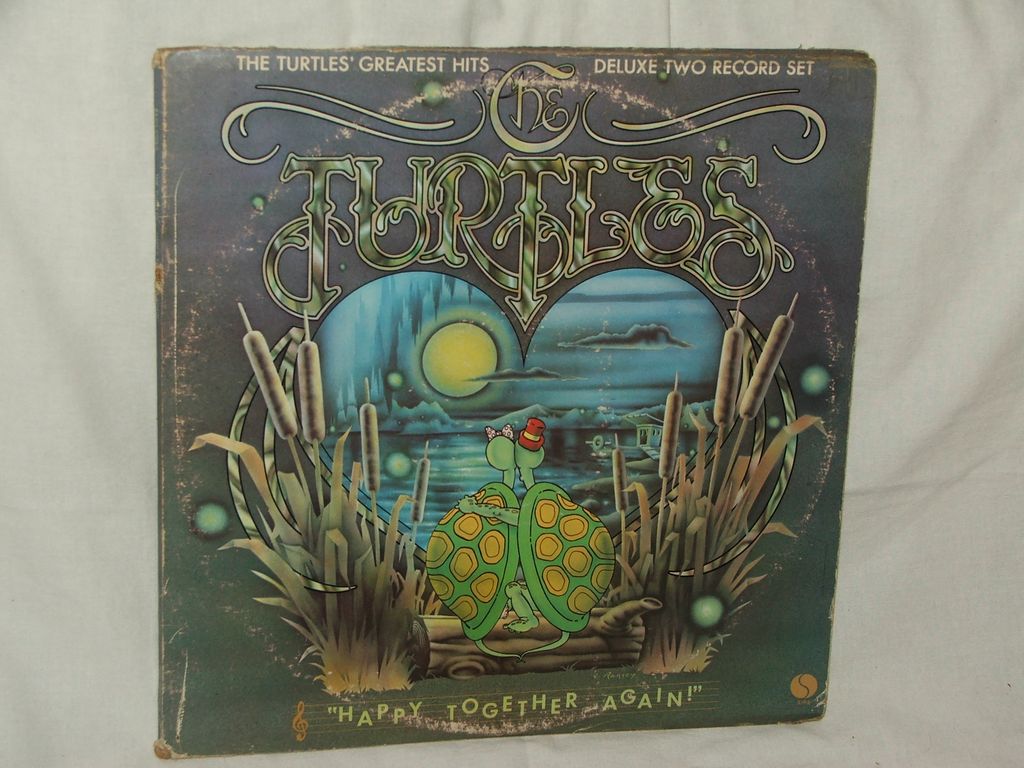 THE TURTLES' GREATEST HITS DELUXE TWO RECORD SET
The
TURTLES
"HAPPY TOGETHER AGAIN!"